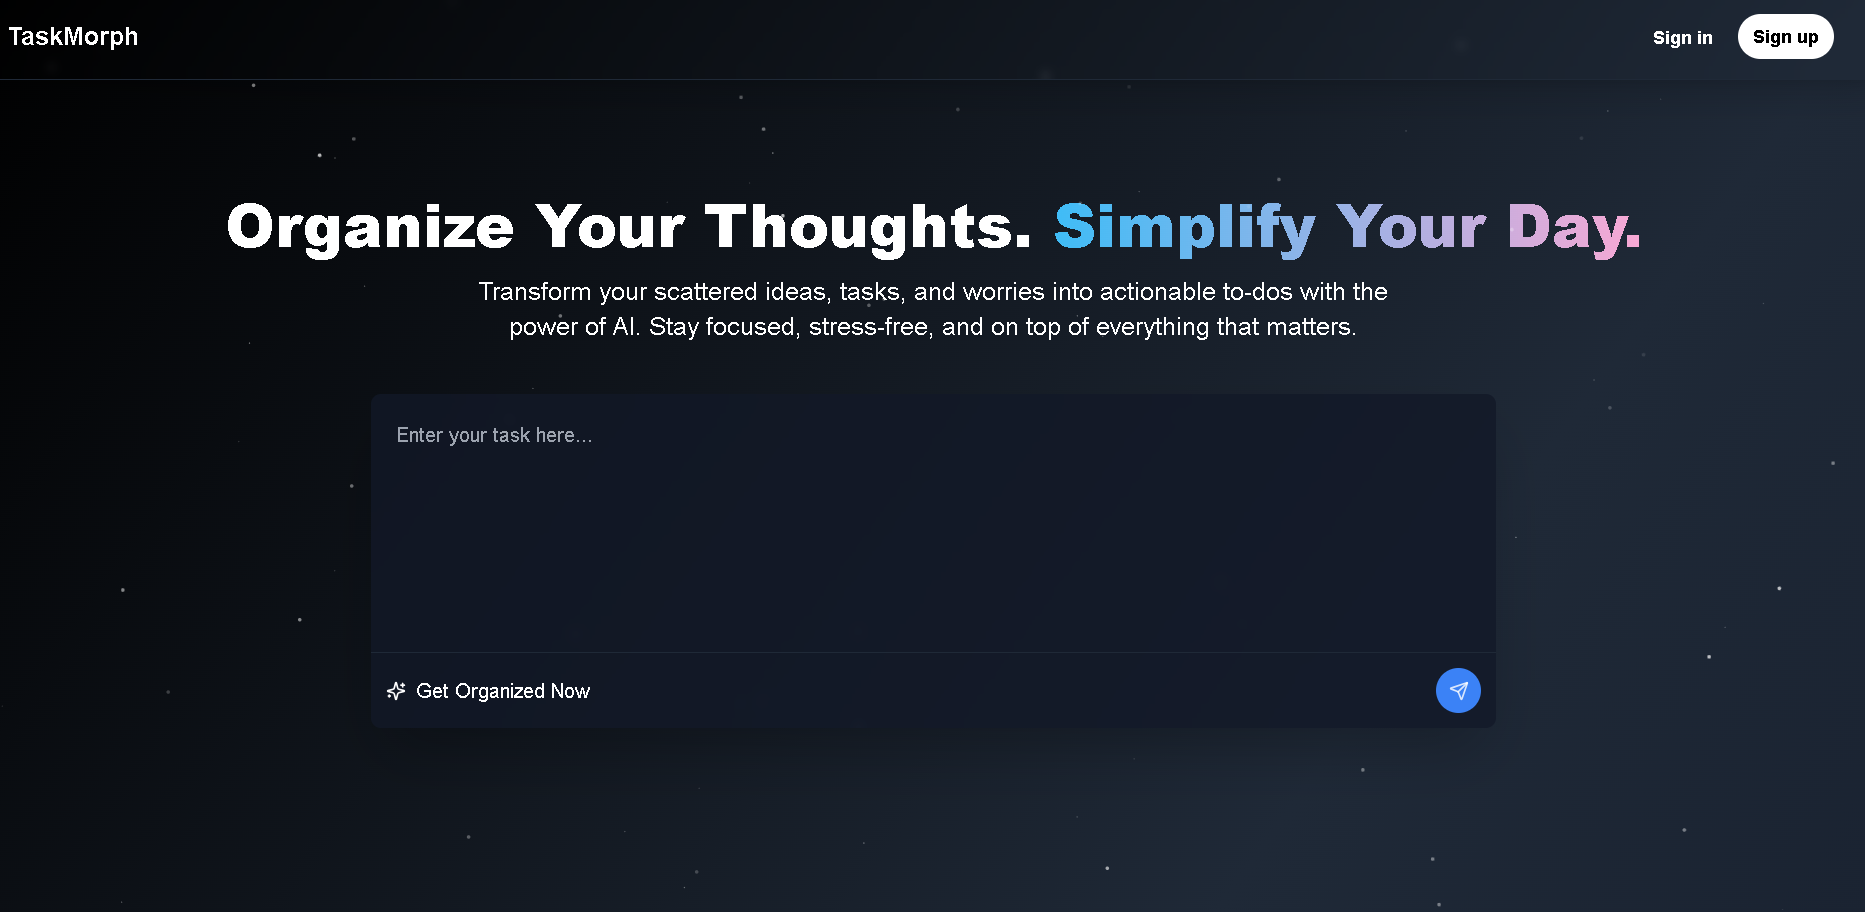 TaskMorph
Sign in
Sign up
Organize Your Thoughts. Simplify Your Day.
Transform your scattered ideas, tasks, and worries into actionable to-dos with the
power of AI. Stay focused, stress-free, and on top of everything that matters.
Enter your task here...
Get Organized Now